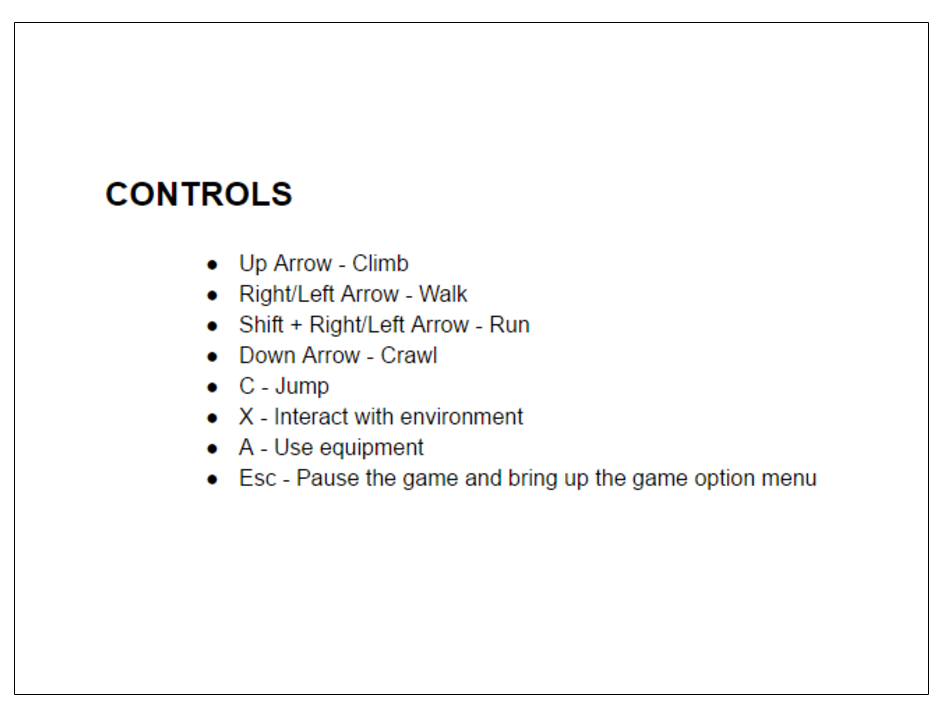 CONTROLS
● Up Arrow - Climb
● Right/Left Arrow - Walk
● Shift + Right/Left Arrow - Run
● Down Arrow - Crawl
● C - Jump
● X - Interact with environment
● A - Use equipment
● Esc - Pause the game and bring up the game option menu